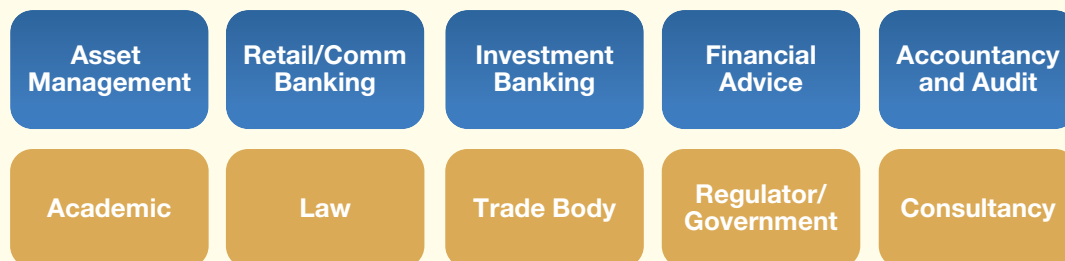 Asset
Management
Retail/Comm
Banking
Investment
Banking
Financial
Advice
Accountancy
and Audit
Academic
Law
Trade Body
Regulator/
Government
Consultancy